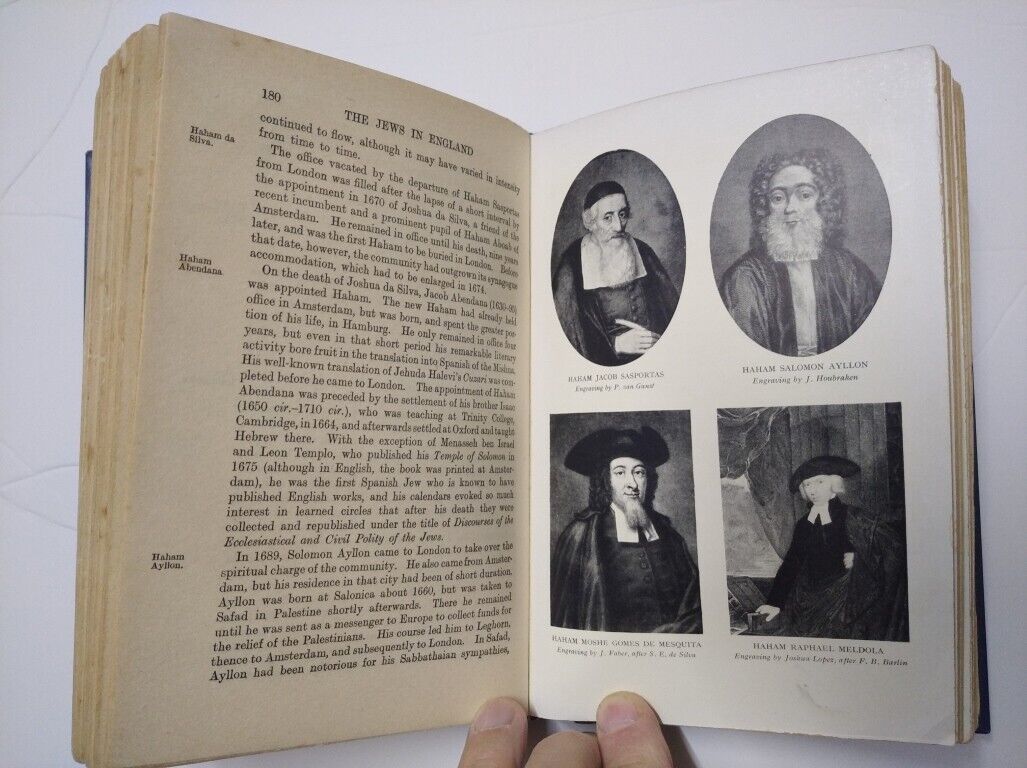 180
THE JEWS IN ENGLAND
continued to flow, although it may have varied in intensity
from time to time.
Haham da
Silva.
The office vacated by the departure of Haham Sasportas
from London was filled after the lapse of a short interval by
the appointment in 1670 of Joshua da Silva, a friend of the
recent incumbent and a prominent pupil of Haham Aboab of
Amsterdam. He remained in office until his death, nine years
later, and was the first Haham to be buried in London. Before
that date, however, the community had outgrown its synagogue
accommodation, which had to be enlarged in 1674.
Haham
Abendana
On the death of Joshua da Silva, Jacob Abendana (1630-90)
was appointed Haham. The new Haham had already held
office in Amsterdam, but was born, and spent the greater por-
tion of his life, in Hamburg. He only remained in office four
years, but even in that short period his remarkable literary
activity bore fruit in the translation into Spanish of the Mishna.
His well-known translation of Jehuda Halevi's Cuzari was com-
pleted before he came to London. The appointment of Haham
Abendana was preceded by the settlement of his brother Isaac
(1650 cir.-1710 cir.), who was teaching at Trinity College,
Cambridge, in 1664, and afterwards settled at Oxford and taught
Hebrew there. With the exception of Menasseh ben Israel
and Leon Templo, who published his Temple of Solomon in
1675 (although in English, the book was printed at Amster-
dam), he was the first Spanish Jew who is known to have
published English works, and his calendars evoked so much
interest in learned circles that after his death they were
collected and republished under the title of Discourses of the
Ecclesiastical and Civil Polity of the Jews.
Haham
Ayllon.
In 1689, Solomon Ayllon came to London to take over the
spiritual charge of the community. He also came from Amster-
dam, but his residence in that city had been of short duration.
Ayllon was born at Salonica about 1660, but was taken to
Safad in Palestine shortly afterwards. There he remained
until he was sent as a messenger to Europe to collect funds for
the relief of the Palestinians. His course led him to Leghorn,
thence to Amsterdam, and subsequently to London. In Safad,
Ayllon had been notorious for his Sabbathaian sympathies,
HAHAM JACOB SASPORTAS
Engraving by P. van Gunst
HAHAM SALOMON AYLLON
Engraving by J. Houbraken
HAHAM MOSHE GOMES DE MESQUITA
Engraving by J. Faber, after S. E. de Silva
HAHAM RAPHAEL MELDOLA
Engraving by Joshua Lopez, after F. B. Barlin